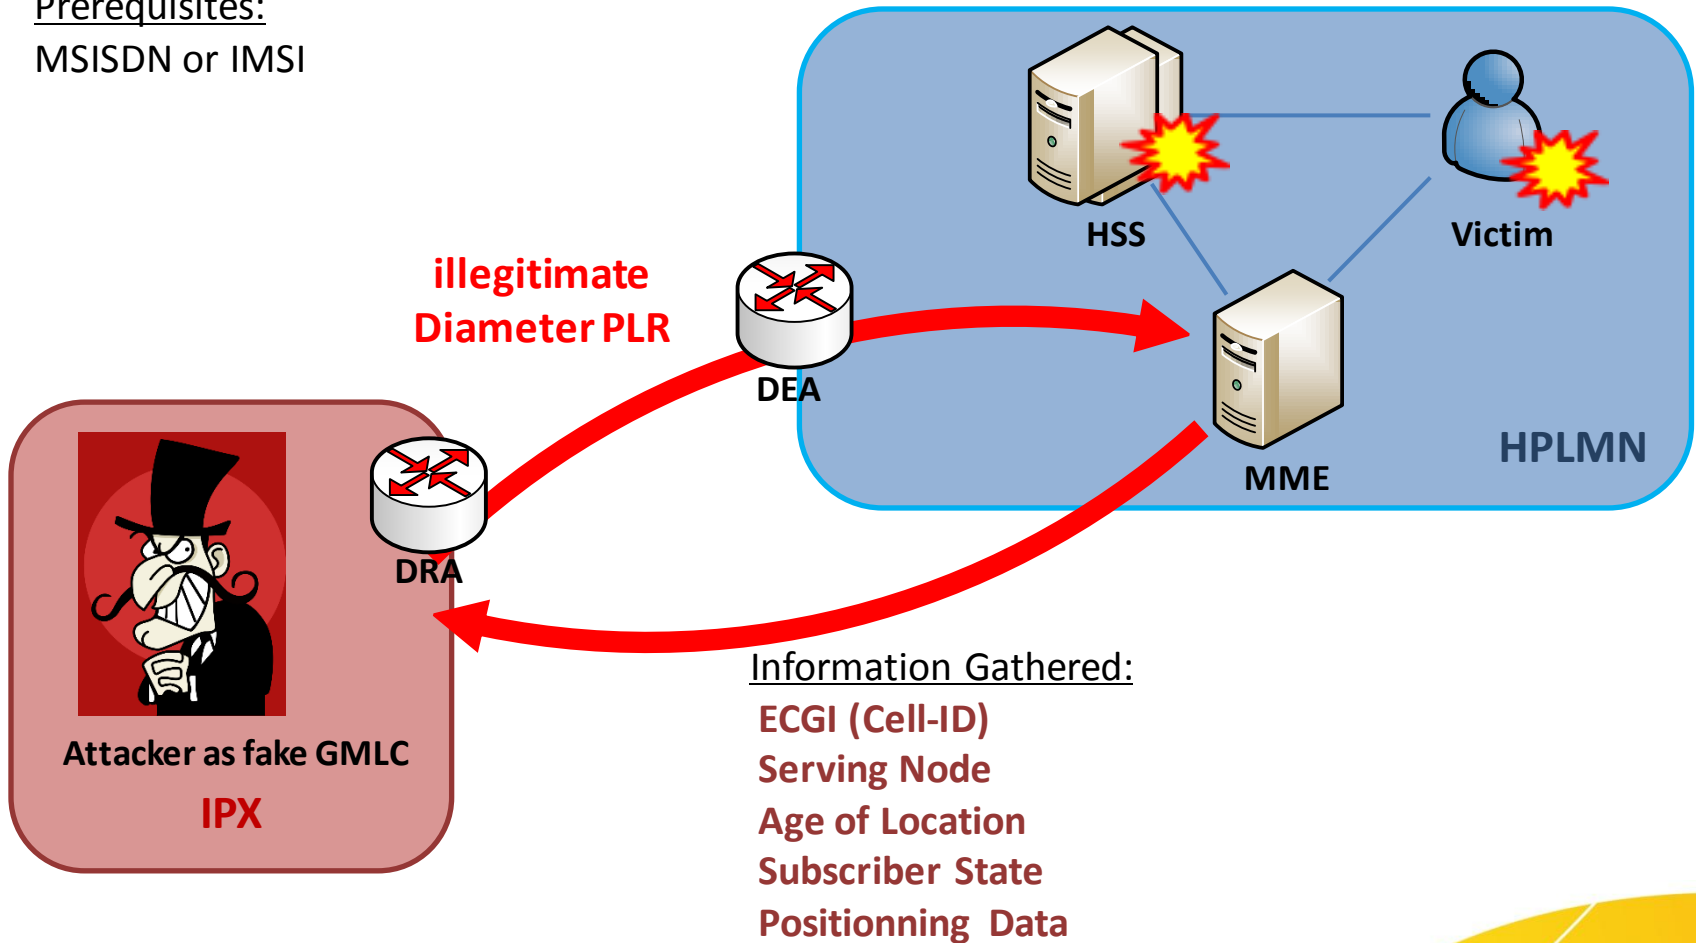 Prerequisites:
MSISDN or IMSI
HSS
Victim
illegitimate
Diameter PLR
DEA
MME
HPLMN
DRA
Attacker as fake GMLC
IPX
Information Gathered:
ECGI (Cell-ID)
Serving Node
Age of Location
Subscriber State
Positionning Data